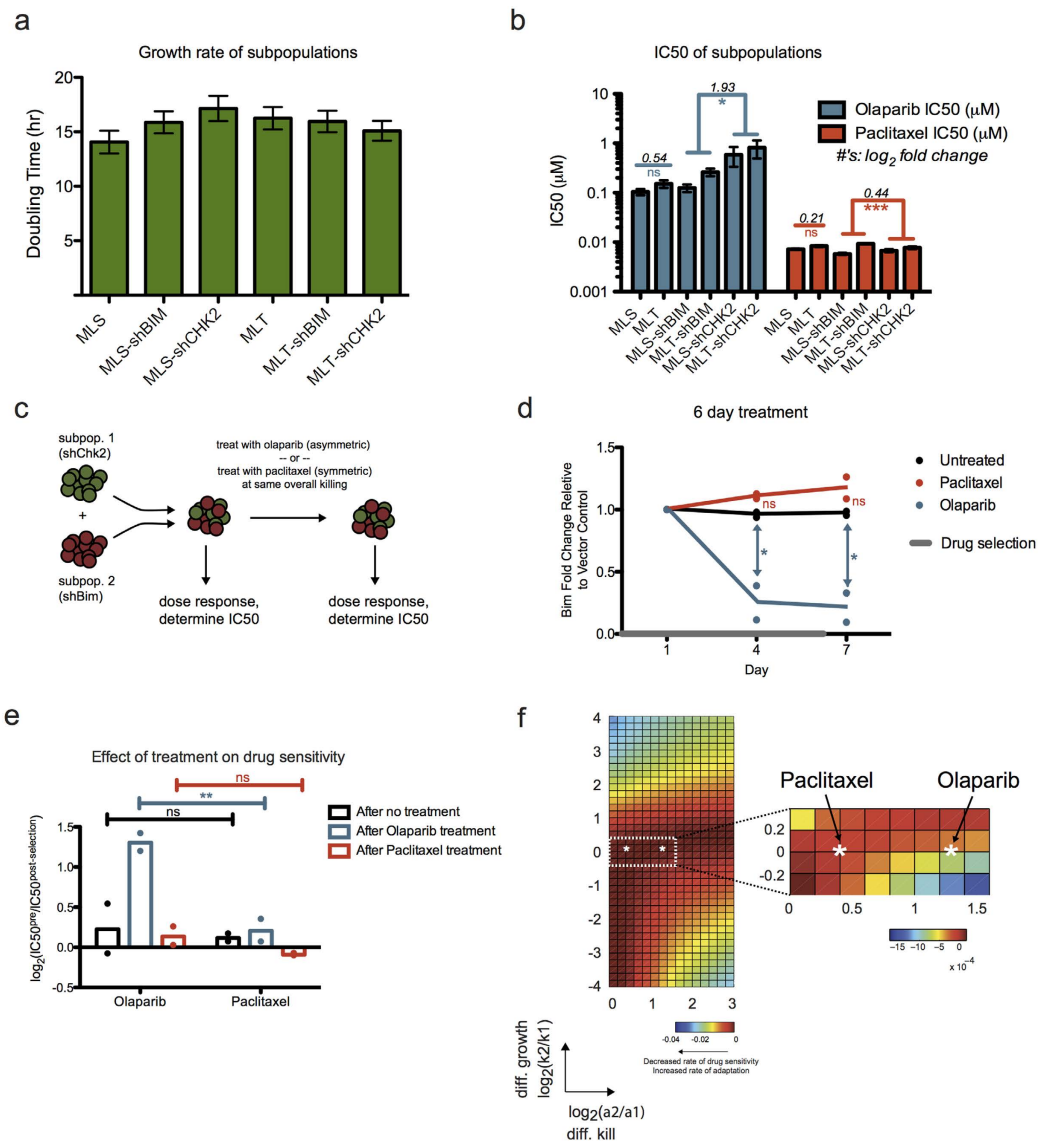 a
Growth rate of subpopulations
Doubling Time (hr)
20
15
10
5
MLS
MLS-shBIM
MLS-shCHK2
MLT
MLT-shBIM
MLT-shCHK2
b
IC50 of subpopulations
IC50 (μM)
10
1
0.1
0.01
0.001
0.54
ns
1.93
*
0.21
ns
0.44
***
Olaparib IC50 (μM)
Paclitaxel IC50 (μM)
#'s: log2 fold change
MLS
MLT
MLS-shBIM
MLT-shBIM
MLS-shCHK2
MLT-shCHK2
MLS
MLT
MLS-shBIM
MLT-shBIM
MLS-shCHK2
MLT-shCHK2
c
subpop. 1
(shChk2)
+
subpop. 2
(shBim)
treat with olaparib (asymmetric)
-- or --
treat with paclitaxel (symmetric)
at same overall killing
dose response,
determine IC50
dose response,
determine IC50
d
6 day treatment
Bim Fold Change Reletive
to Vector Control
1.5
1.0
0.5
0.0
1
4
7
Day
ns
ns
*
*
Untreated
Paclitaxel
Olaparib
Drug selection
e
Effect of treatment on drug sensitivity
ns
**
ns
log2(IC50pre/IC50post-selection)
1.5
1.0
0.5
0.0
-0.5
Olaparib
Paclitaxel
After no treatment
After Olaparib treatment
After Paclitaxel treatment
f
4
3
2
1
0
-1
-2
-3
-4
0
1
2
3
* *
Paclitaxel
Olaparib
0.2
0
-0.2
* *
0
0.5
1
1.5
-15
-10
-5
0
x 10-4
-0.04
-0.02
0
Decreased rate of drug sensitivity
Increased rate of adaptation
diff. growth
log2(k2/k1)
log2(a2/a1)
diff. kill